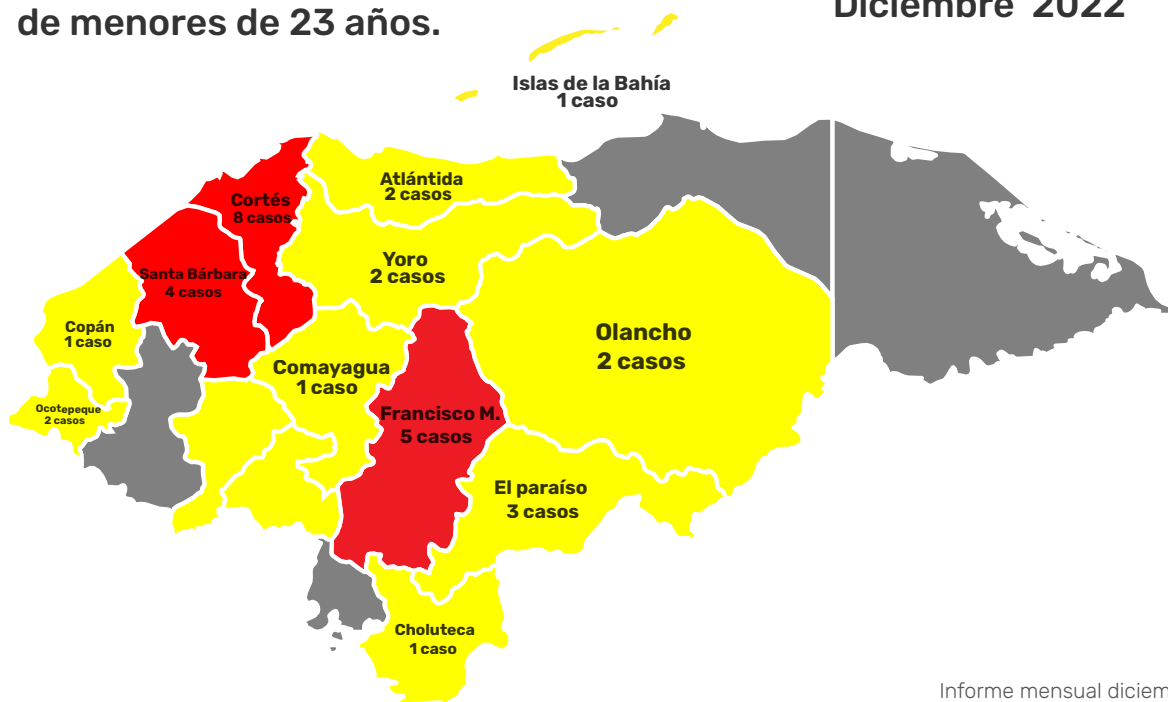 de menores de 23 años.
Diciembre 2022
Islas de la Bahía
1 caso
Atlántida
2 casos
Cortés
8 casos
Yoro
2 casos
Santa Bárbara
4 casos
Copán
1 caso
Olancho
2 casos
Comayagua
1 caso
Ocotepeque
2 casos
Francisco M.
5 casos
El paraíso
3 casos
Choluteca
1 caso
Informe mensual diciem